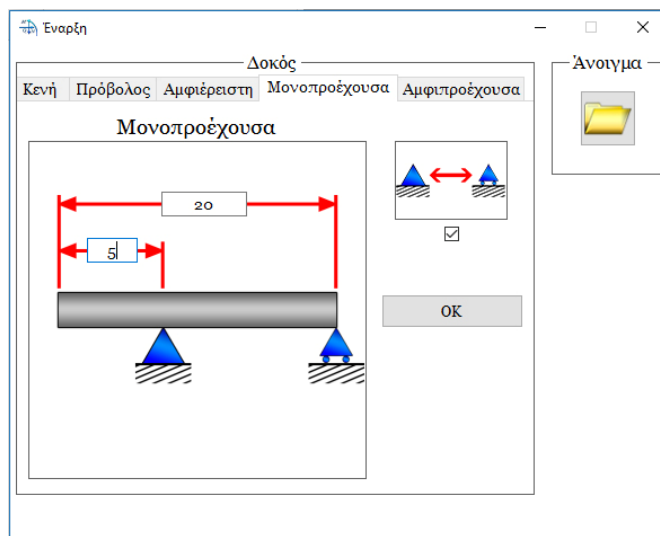 Έναρξη
Δοκός
Άνοιγμα
Κενή Πρόβολος Αμφιέρειστη Μονοπροέχουσα Αμφιπροέχουσα
Μονοπροέχουσα
20
5
OK